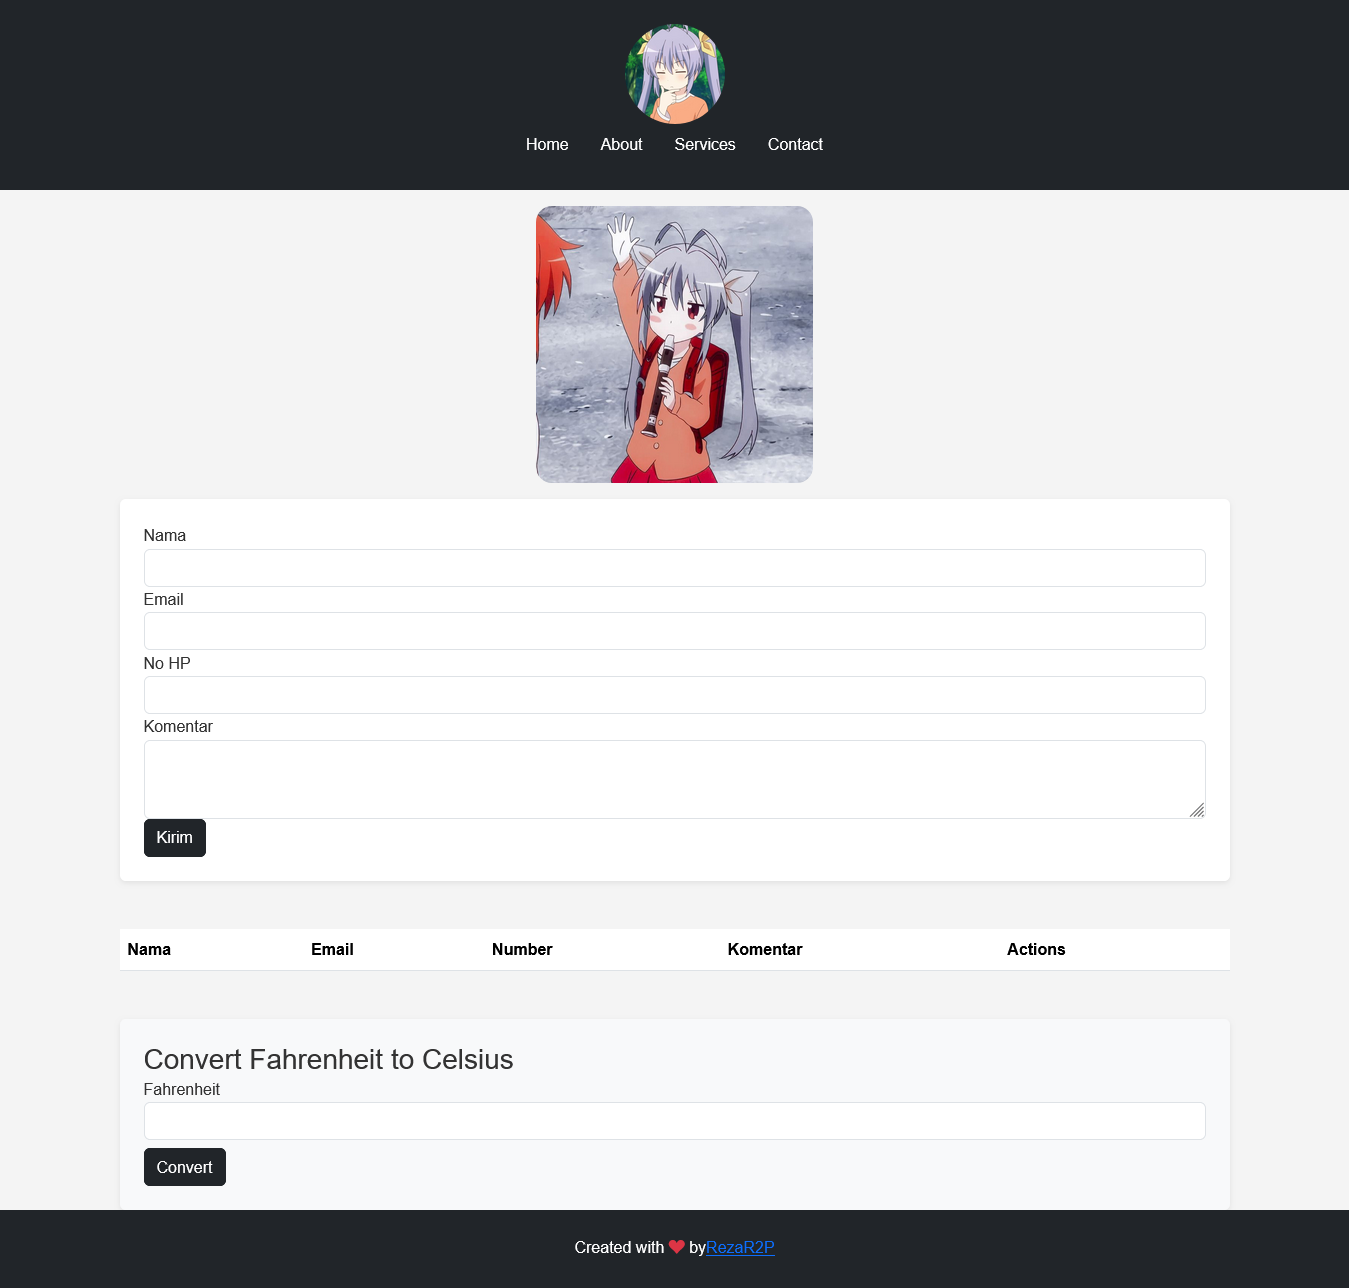 Home About Services Contact
Nama
Email
No HP
Komentar
Kirim
Nama Email Number Komentar Actions
Convert Fahrenheit to Celsius
Fahrenheit
Convert
Created with ❤ byRezaR2P